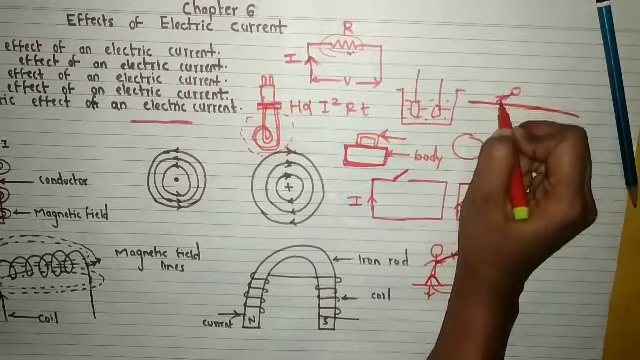 Chapter 6
Effects of Electric Current
effect of an electric current.
effect of an electric current.
effect of an electric current.
effect of an electric current.
ric effect of an electric current.
R
I
V
H α I² R t
body
I
I
conductor
Magnetic field
Magnetic field lines
coil
+
Iron rod
coil
current
N
S